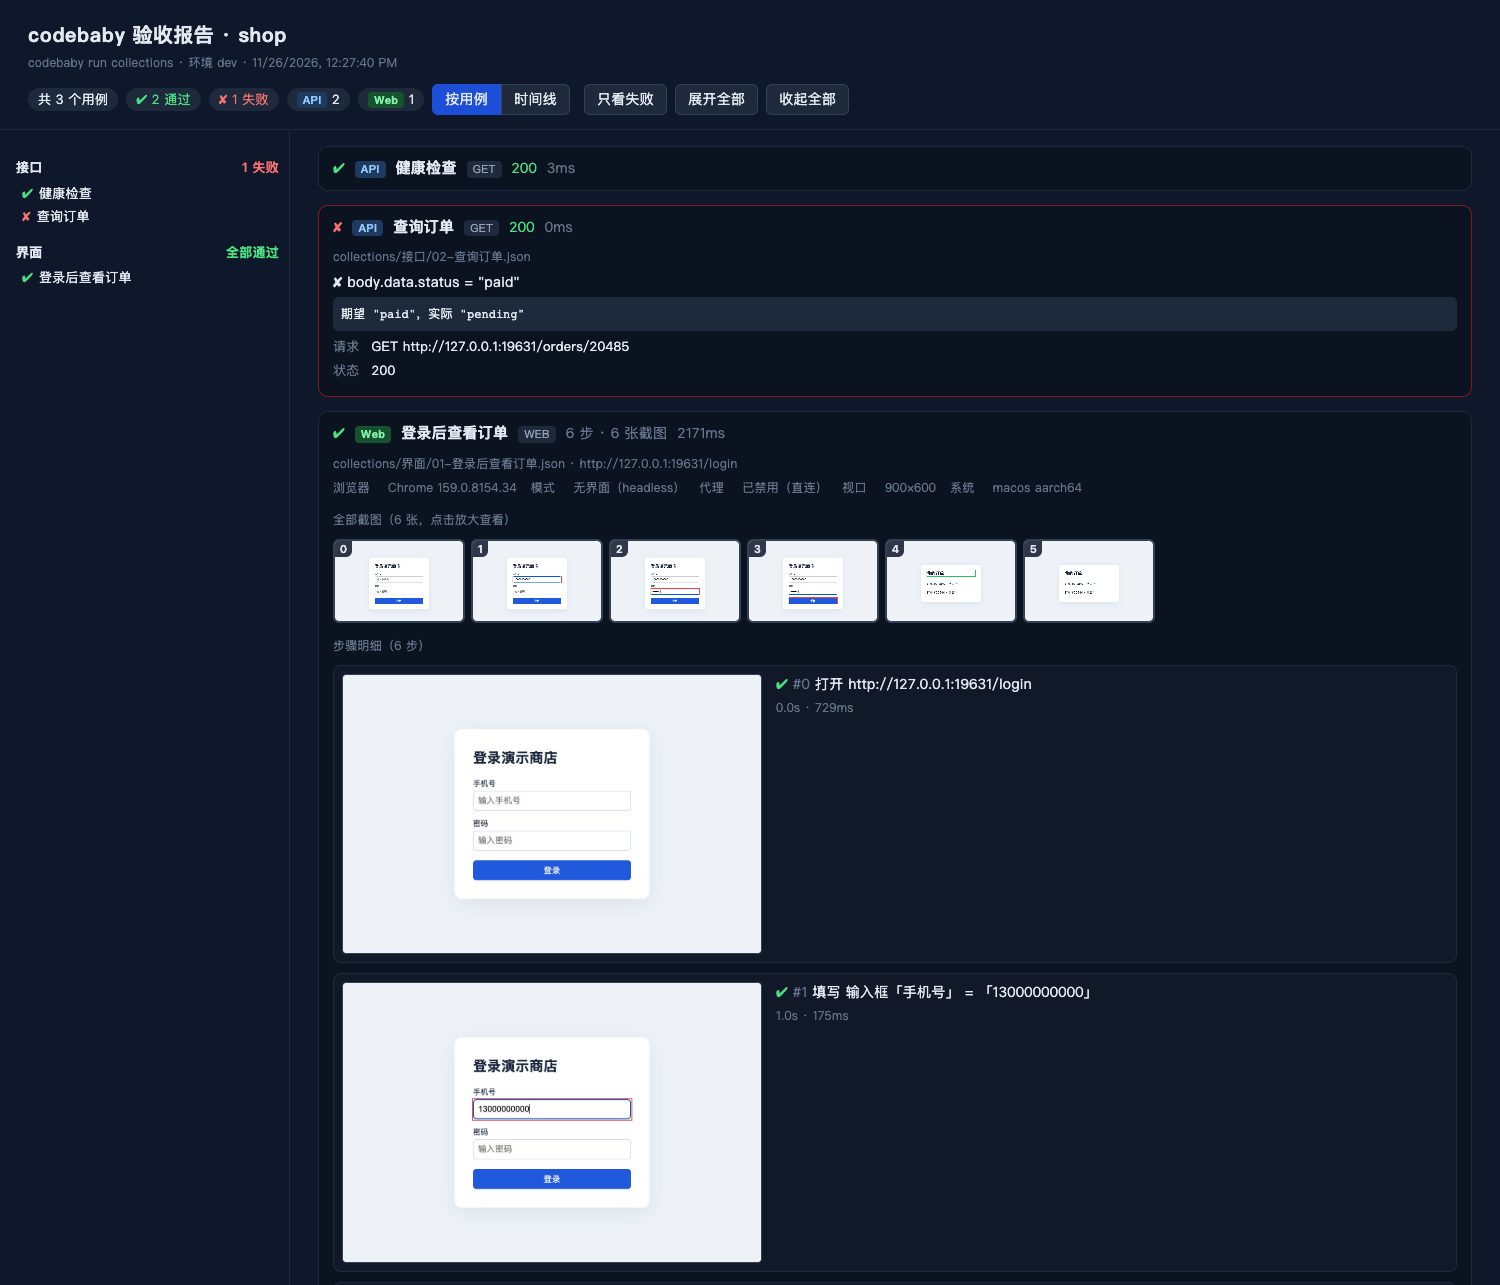 codebaby 验收报告 · shop
codebaby run collections · 环境 dev · 11/26/2026, 12:27:40 PM
共 3 个用例 ✔ 2 通过 ✘ 1 失败 API 2 Web 1 按用例 时间线 只看失败 展开全部 收起全部
接口 1 失败
✔ 健康检查
✘ 查询订单
界面 全部通过
✔ 登录后查看订单
✔ API 健康检查 GET 200 3ms
✘ API 查询订单 GET 200 0ms
collections/接口/02-查询订单.json
✘ body.data.status = "paid"
期望 "paid", 实际 "pending"
请求 GET http://127.0.0.1:19631/orders/20485
状态 200
✔ Web 登录后查看订单 WEB 6 步 · 6 张截图 2171ms
collections/界面/01-登录后查看订单.json · http://127.0.0.1:19631/login
浏览器 Chrome 159.0.8154.34 模式 无界面（headless） 代理 已禁用（直连） 视口 900×600 系统 macos aarch64
全部截图（6 张，点击放大查看）
0 1 2 3 4 5
步骤明细（6 步）
登录演示商店
手机号
输入手机号
密码
输入密码
登录
✔ #0 打开 http://127.0.0.1:19631/login
0.0s · 729ms
登录演示商店
手机号
13000000000
密码
输入密码
登录
✔ #1 填写 输入框「手机号」 = 「13000000000」
1.0s · 175ms